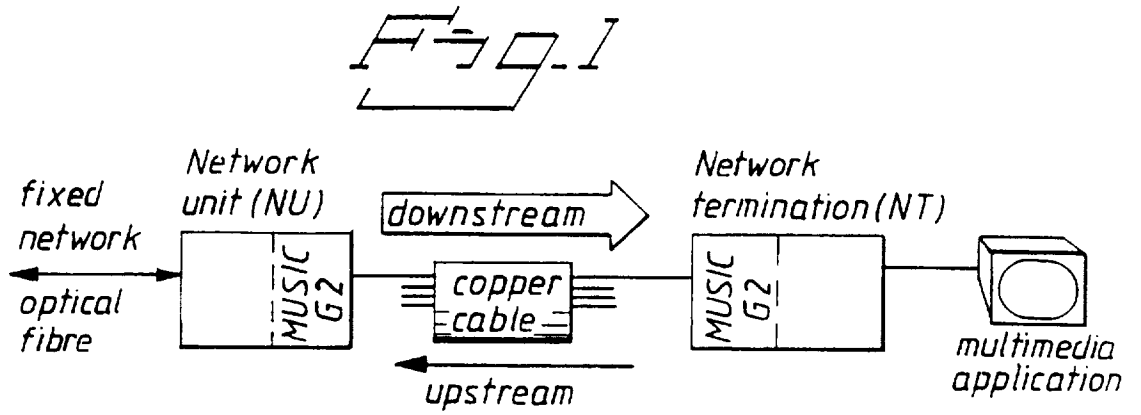 Fig.1
Network
unit (NU)
fixed
network
optical
fibre
MUSIC
G2
downstream
copper
cable
upstream
Network
termination (NT)
MUSIC
G2
multimedia
application